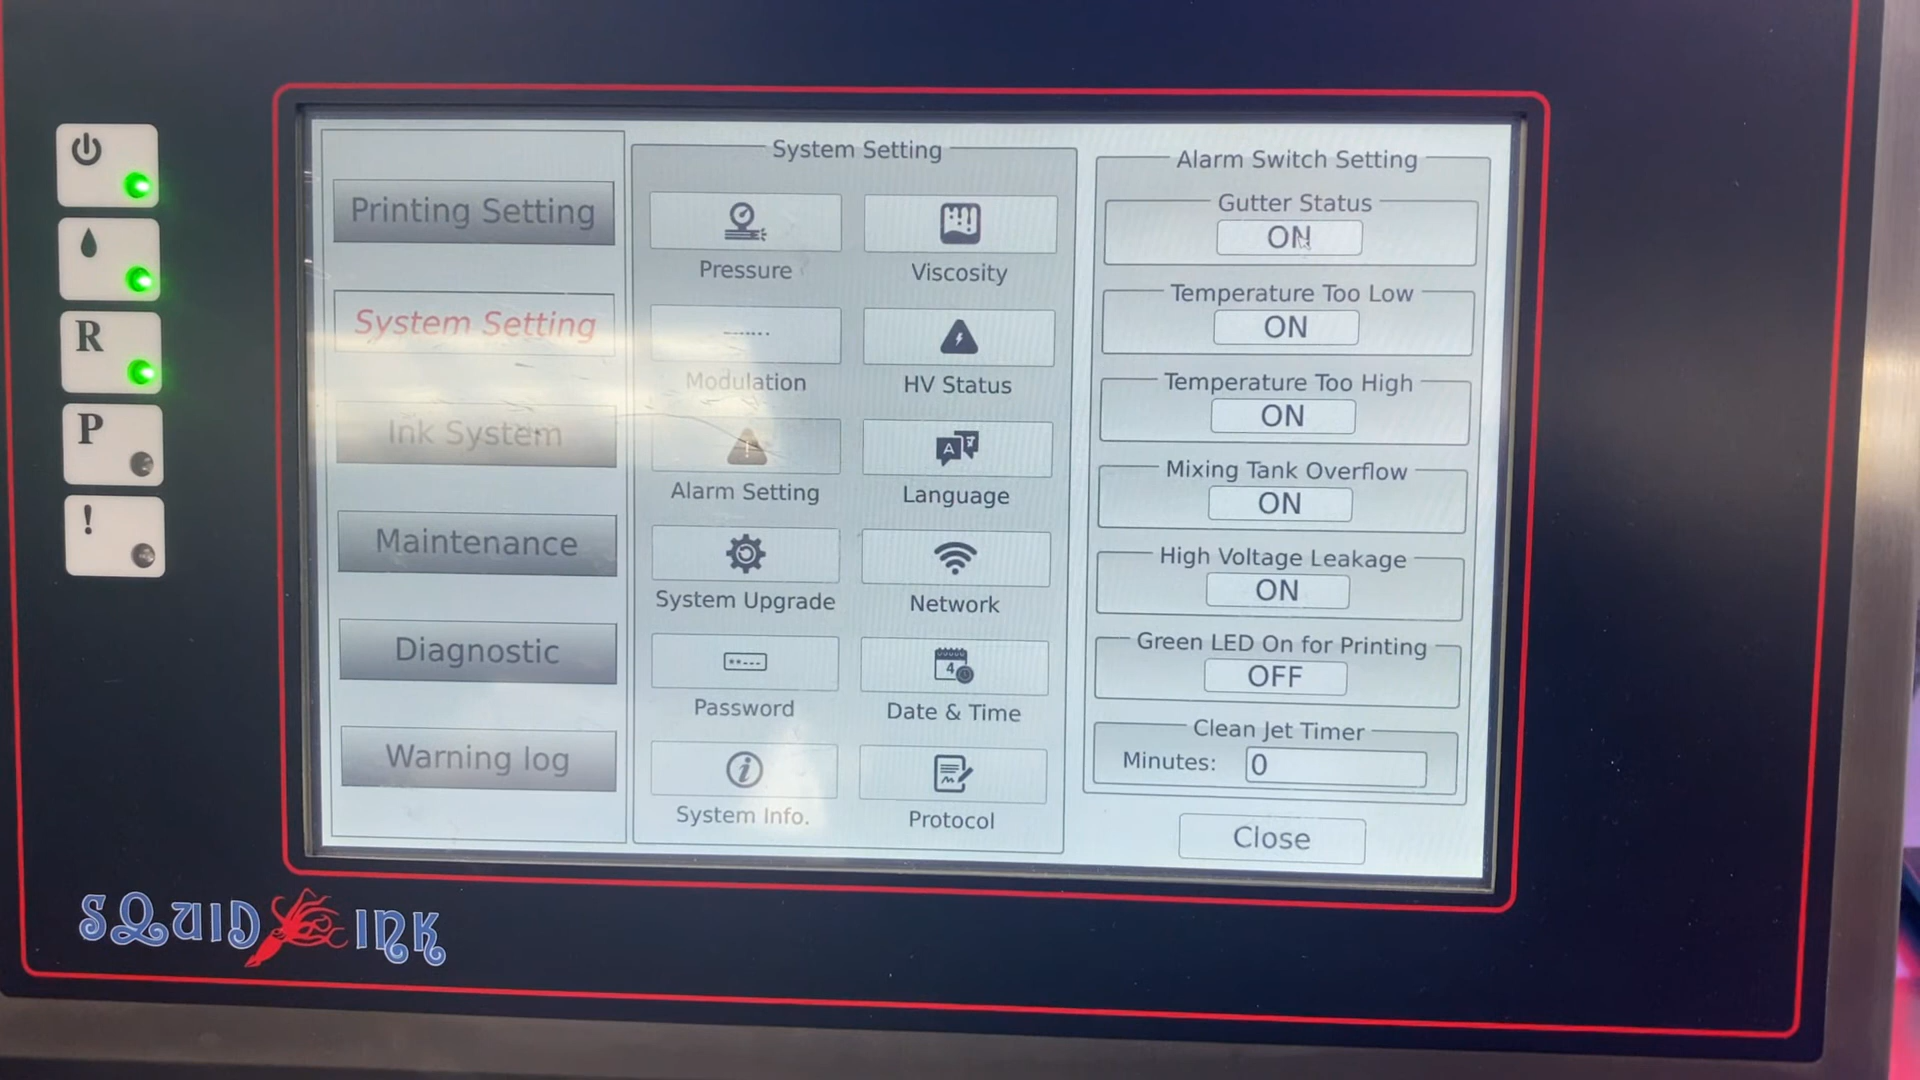 R
P
!
Printing Setting
System Setting
Ink System
Maintenance
Diagnostic
Warning log
System Setting
Pressure
Viscosity
Modulation
HV Status
Alarm Setting
Language
System Upgrade
Network
Password
Date & Time
System Info.
Protocol
Alarm Switch Setting
Gutter Status
ON
Temperature Too Low
ON
Temperature Too High
ON
Mixing Tank Overflow
ON
High Voltage Leakage
ON
Green LED On for Printing
OFF
Clean Jet Timer
Minutes: 0
Close
SQUID INK